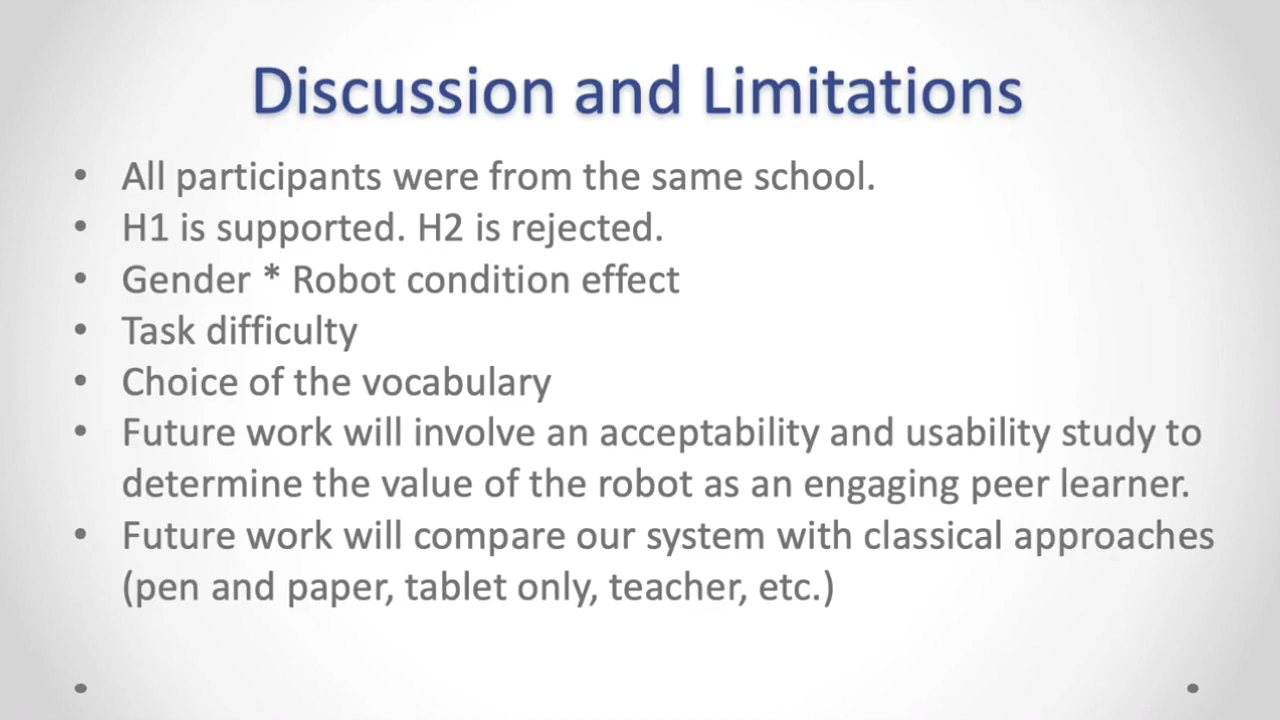 Discussion and Limitations
• All participants were from the same school.
• H1 is supported. H2 is rejected.
• Gender * Robot condition effect
• Task difficulty
• Choice of the vocabulary
• Future work will involve an acceptability and usability study to
determine the value of the robot as an engaging peer learner.
• Future work will compare our system with classical approaches
(pen and paper, tablet only, teacher, etc.)